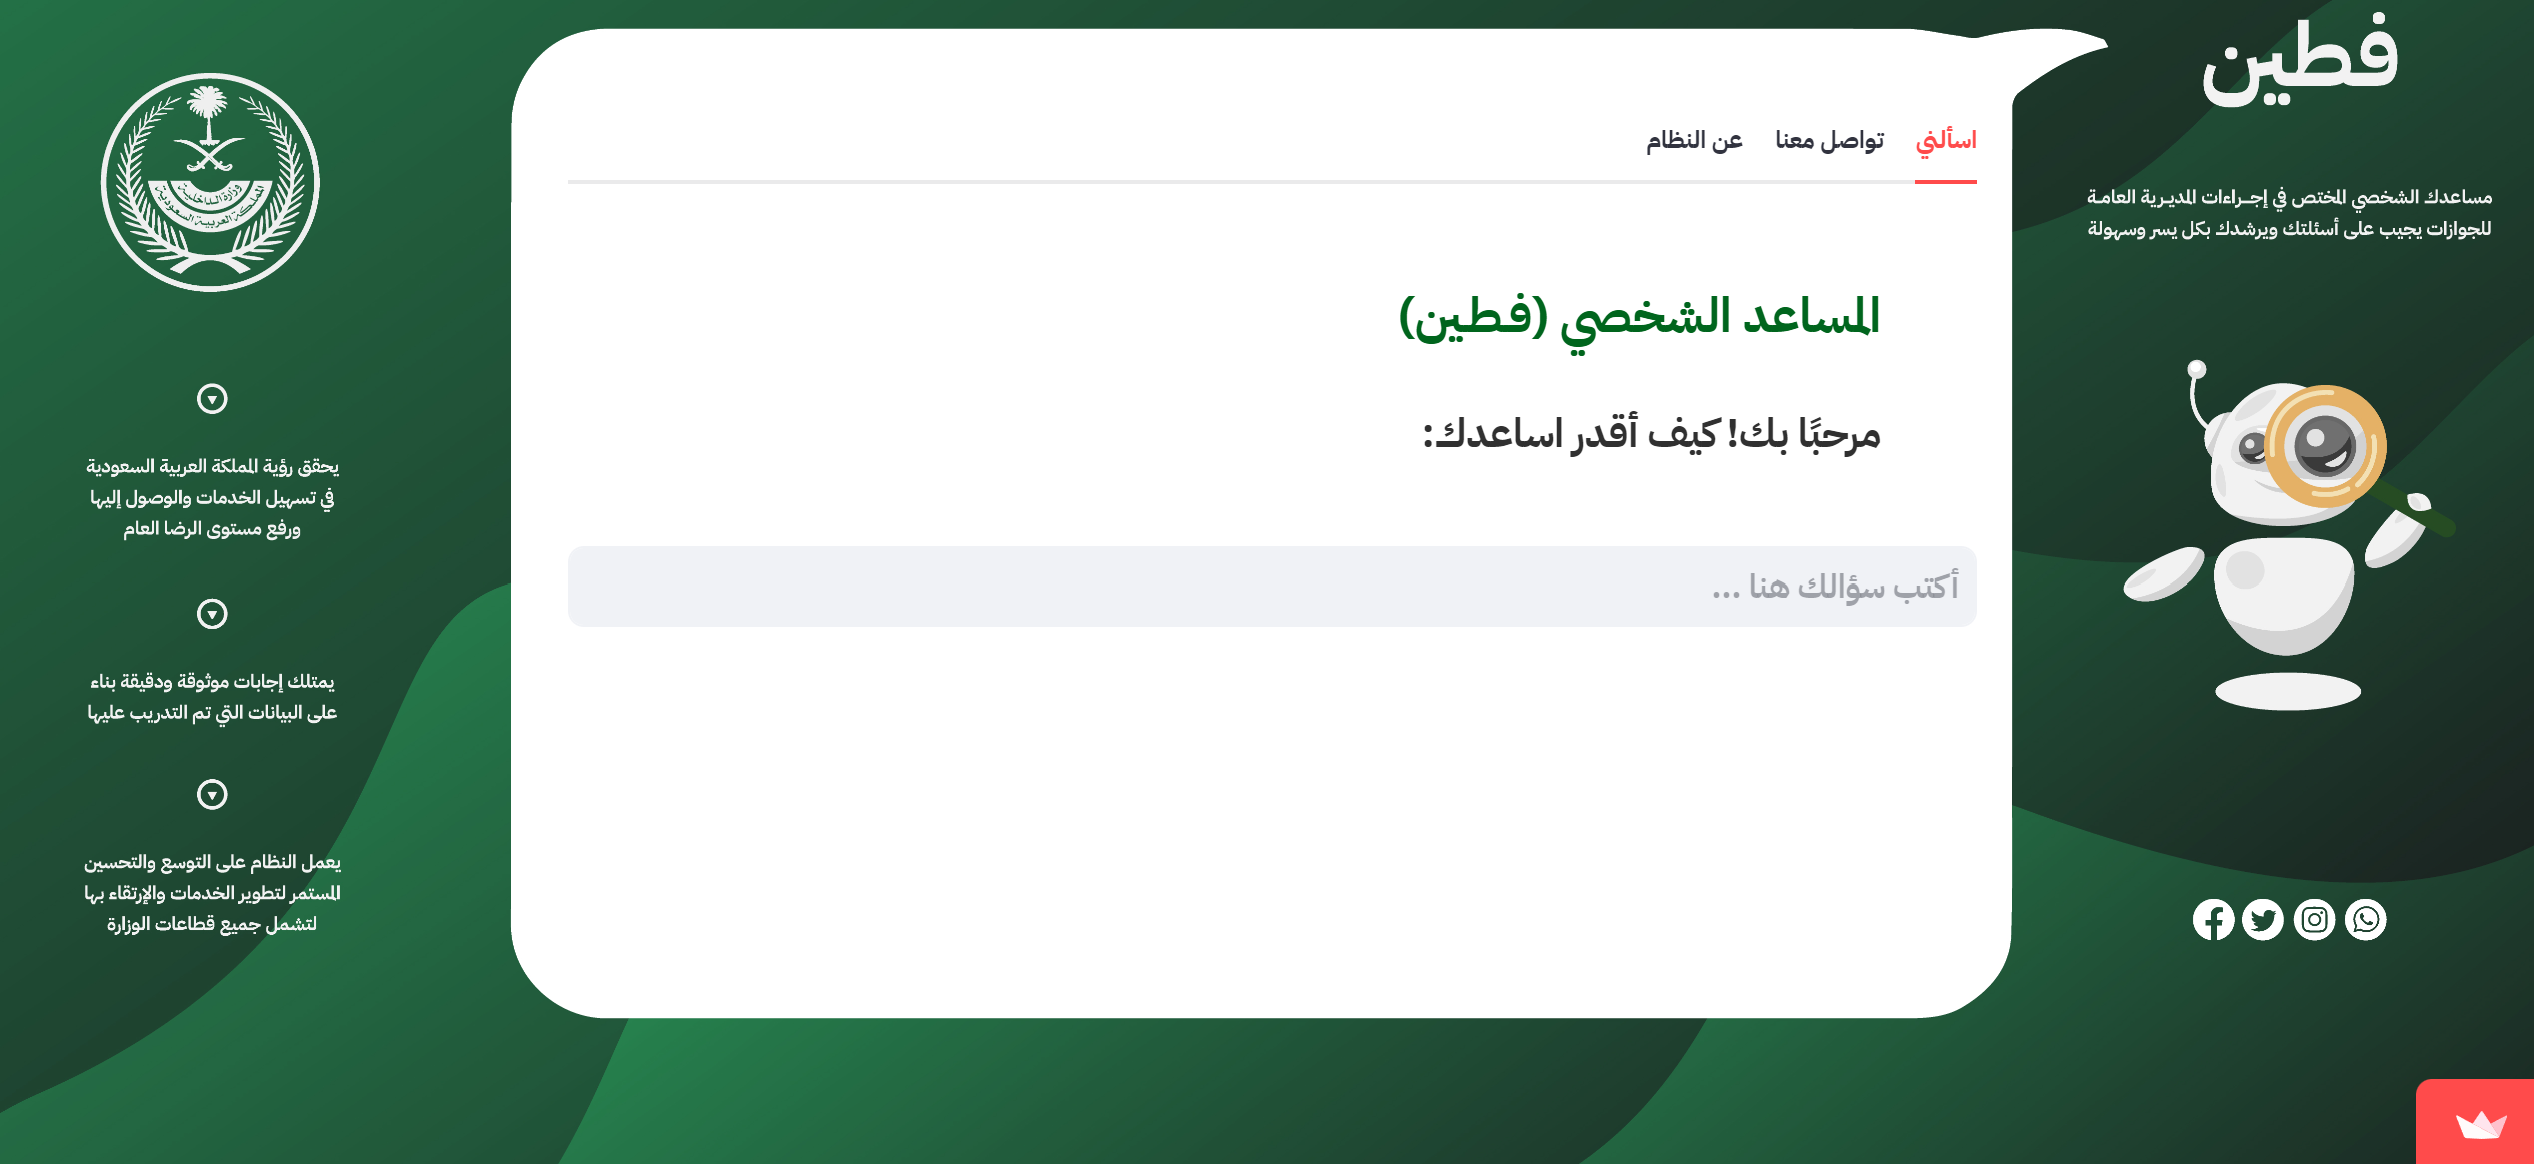 فطين
مساعدك الشخصي المختص في إجــراءات المديـرية العامـة
للجوازات يجيب على أسئلتك ويرشدك بكل يسر وسهولة
اسألني
تواصل معنا
عن النظام
المساعد الشخصي (فـطـين)
مرحبًا بك! كيف أقدر اساعدك:
أكتب سؤالك هنا ...
وزارة الداخلية
المملكة العربية السعودية
يحقق رؤية المملكة العربية السعودية
في تسهيل الخدمات والوصول إليها
ورفع مستوى الرضا العام
يمتلك إجابات موثوقة ودقيقة بناء
على البيانات التي تم التدريب عليها
يعمل النظام على التوسع والتحسين
المستمر لتطوير الخدمات والإرتقاء بها
لتشمل جميع قطاعات الوزارة